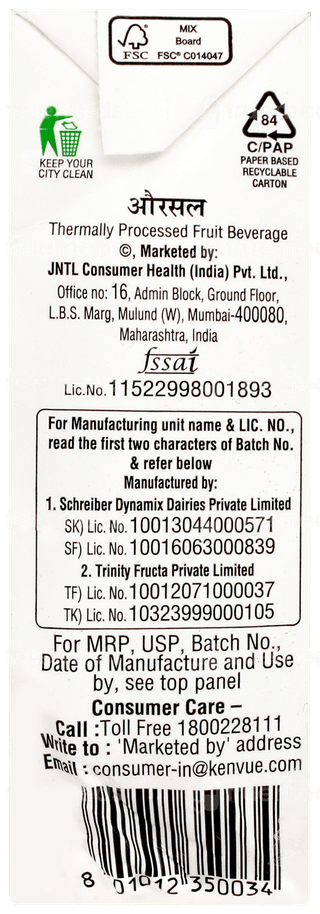 MIX
Board
FSC® C014047
FSC
84
C/PAP
PAPER BASED
RECYCLABLE
CARTON
KEEP YOUR
CITY CLEAN
औरसल
Thermally Processed Fruit Beverage
©, Marketed by:
JNTL Consumer Health (India) Pvt. Ltd.,
Office no: 16, Admin Block, Ground Floor,
L.B.S. Marg, Mulund (W), Mumbai-400080,
Maharashtra, India
fssai
Lic.No.11522998001893
For Manufacturing unit name & LIC. NO.,
read the first two characters of Batch No.
& refer below
Manufactured by:
1. Schreiber Dynamix Dairies Private Limited
SK) Lic. No.10013044000571
SF) Lic. No.10016063000839
2. Trinity Fructa Private Limited
TF) Lic. No.10012071000037
TK) Lic. No.10323999000105
For MRP, USP, Batch No.,
Date of Manufacture and Use
by, see top panel
Consumer Care –
Call :Toll Free 1800228111
Write to : 'Marketed by' address
Email : consumer-in@kenvue.com
8 01012 350034